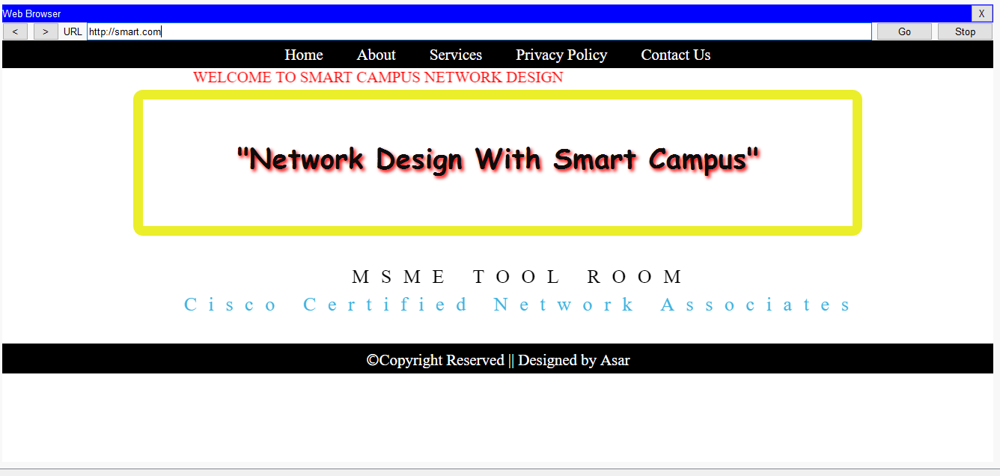 Web Browser X
< > URL http://smart.com Go Stop
Home About Services Privacy Policy Contact Us
WELCOME TO SMART CAMPUS NETWORK DESIGN
"Network Design With Smart Campus"
MSME TOOL ROOM
Cisco Certified Network Associates
©Copyright Reserved || Designed by Asar